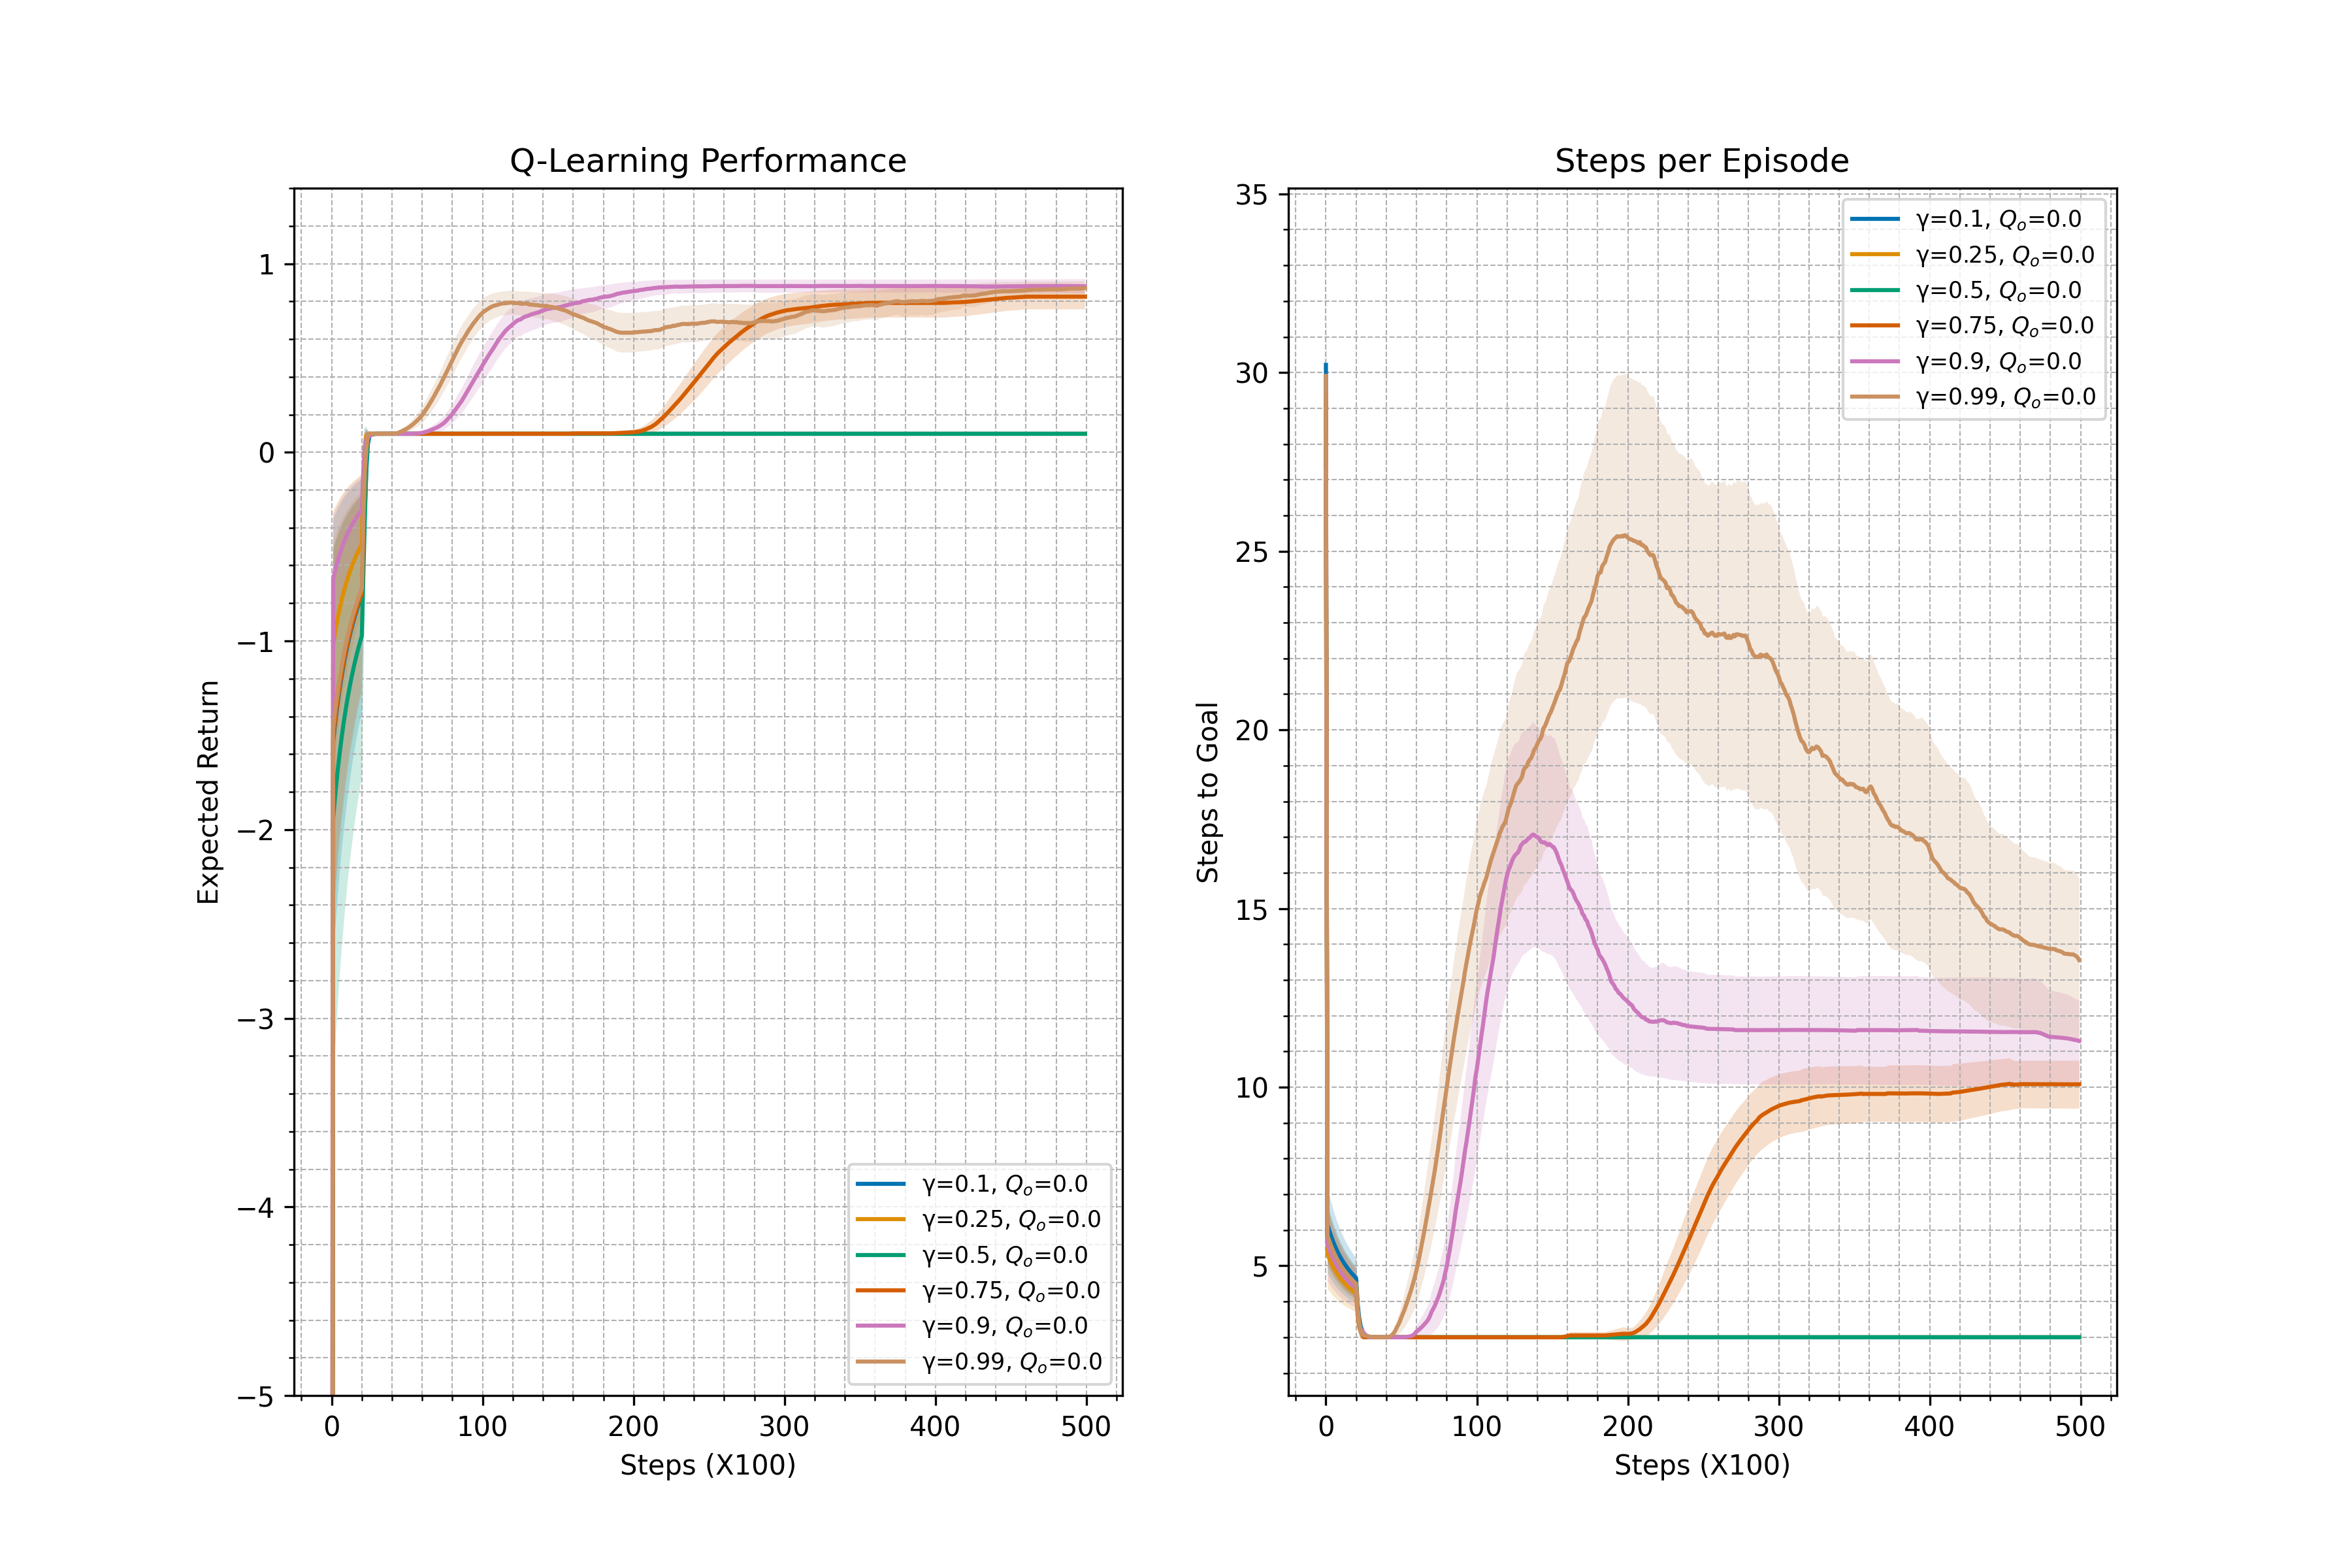 Q-Learning Performance
Expected Return
1
0
−1
−2
−3
−4
−5
0 100 200 300 400 500
Steps (X100)
γ=0.1, Qₒ=0.0
γ=0.25, Qₒ=0.0
γ=0.5, Qₒ=0.0
γ=0.75, Qₒ=0.0
γ=0.9, Qₒ=0.0
γ=0.99, Qₒ=0.0
Steps per Episode
Steps to Goal
35
30
25
20
15
10
5
0 100 200 300 400 500
Steps (X100)
γ=0.1, Qₒ=0.0
γ=0.25, Qₒ=0.0
γ=0.5, Qₒ=0.0
γ=0.75, Qₒ=0.0
γ=0.9, Qₒ=0.0
γ=0.99, Qₒ=0.0